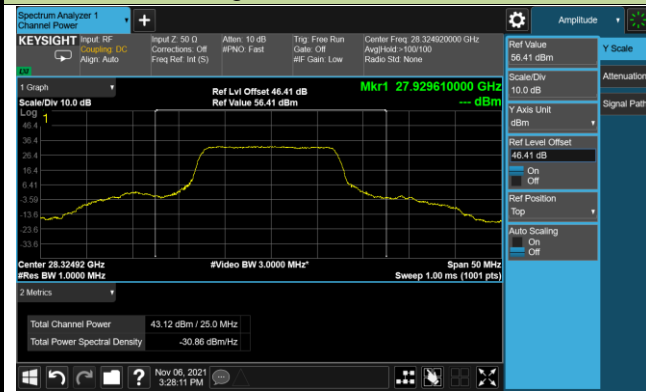 Spectrum Analyzer 1
Channel Power
+
Amplitude
KEYSIGHT
Input: RF
Coupling: DC
Align: Auto
Input Z: 50 Ω
Corrections: Off
Freq Ref: Int (S)
Atten: 10 dB
#PNO: Fast
Trig: Free Run
Gate: Off
#IF Gain: Low
Center Freq: 28.324920000 GHz
Avg|Hold:>100/100
Radio Std: None
1 Graph
Scale/Div 10.0 dB
Ref Lvl Offset 46.41 dB
Ref Value 56.41 dBm
Mkr1 27.929610000 GHz
--- dBm
Log
1
46.4
36.4
26.4
16.4
6.41
-3.59
-13.6
-23.6
-33.6
Center 28.32492 GHz
#Res BW 1.0000 MHz
#Video BW 3.0000 MHz*
Span 50 MHz
Sweep 1.00 ms (1001 pts)
2 Metrics
Total Channel Power 43.12 dBm / 25.0 MHz
Total Power Spectral Density -30.86 dBm/Hz
?
Nov 06, 2021
3:28:11 PM
Ref Value
56.41 dBm
Scale/Div
10.0 dB
Y Axis Unit
dBm
Ref Level Offset
46.41 dB
On
Off
Ref Position
Top
Auto Scaling
On
Off
Y Scale
Attenuation
Signal Path